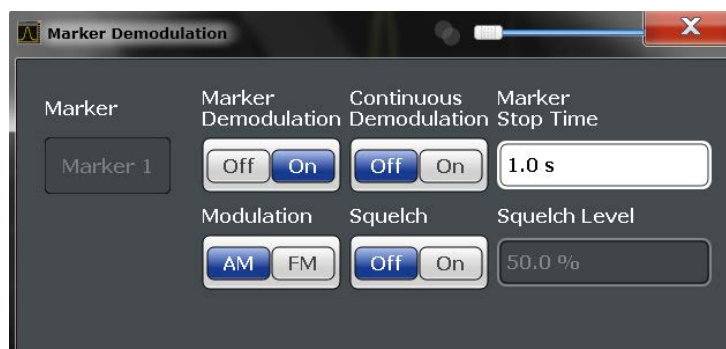 Marker Demodulation
X
Marker
Marker Demodulation
Continuous Demodulation
Marker Stop Time
Marker 1
Off On
Off On
1.0 s
Modulation
Squelch
Squelch Level
AM FM
Off On
50.0 %